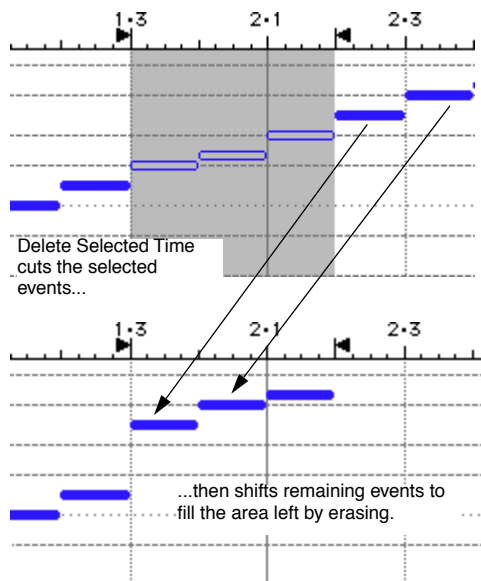 1·3 2·1 2·3
Delete Selected Time
cuts the selected
events...
1·3 2·1 2·3
...then shifts remaining events to
fill the area left by erasing.